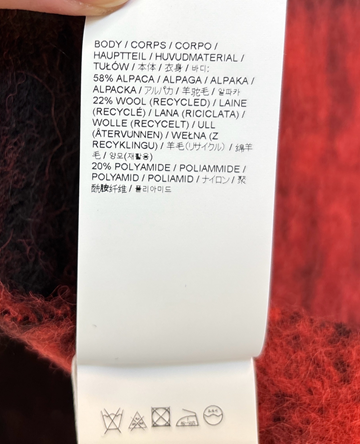 BODY / CORPS / CORPO /
HAUPTTEIL / HUVUDMATERIAL /
TUŁÓW / 本体 / 衣身 / 바디:
58% ALPACA / ALPAGA / ALPAKA /
ALPACKA / アルパカ / 羊驼毛 / 알파카
22% WOOL (RECYCLED) / LAINE
(RECYCLÉ) / LANA (RICICLATA) /
WOLLE (RECYCELT) / ULL
(ÅTERVUNNEN) / WEŁNA (Z
RECYKLINGU) / 羊毛(リサイクル) / 绵羊
毛 / 양모(재활용)
20% POLYAMIDE / POLIAMMIDE /
POLYAMID / POLIAMID / ナイロン / 聚
酰胺纤维 / 폴리아미드